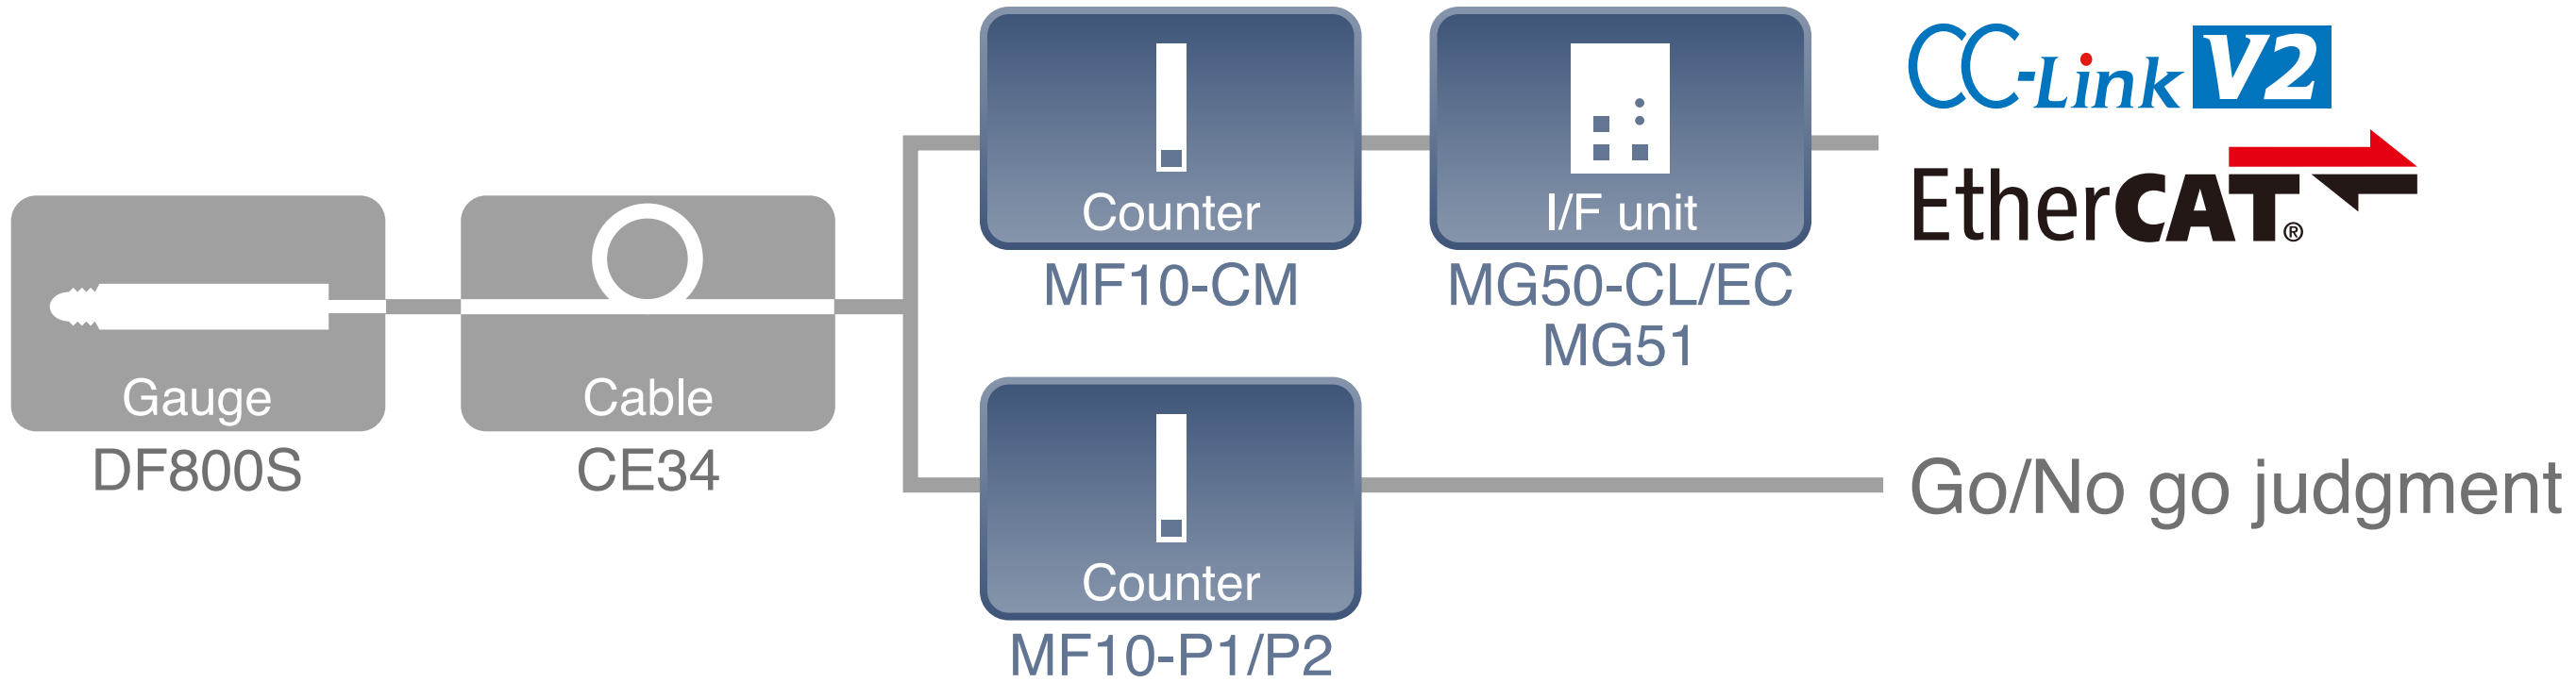 Gauge
DF800S
Cable
CE34
Counter
MF10-CM
I/F unit
MG50-CL/EC
MG51
CC-Link V2
EtherCAT®
Counter
MF10-P1/P2
Go/No go judgment